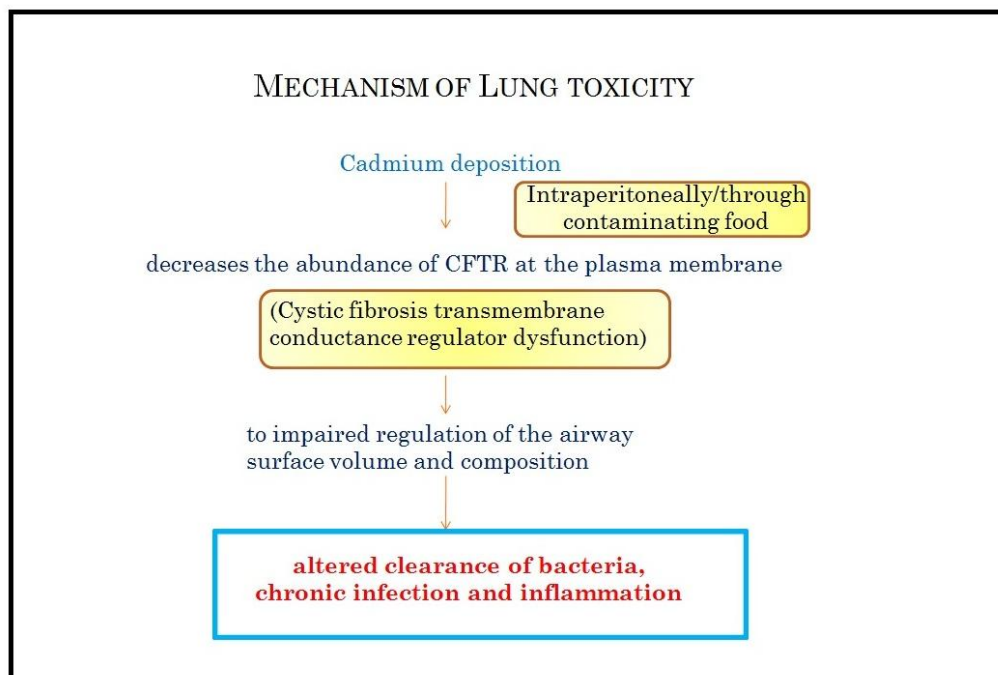 MECHANISM OF LUNG TOXICITY
Cadmium deposition
Intraperitoneally/through
contaminating food
decreases the abundance of CFTR at the plasma membrane
(Cystic fibrosis transmembrane
conductance regulator dysfunction)
to impaired regulation of the airway
surface volume and composition
altered clearance of bacteria,
chronic infection and inflammation